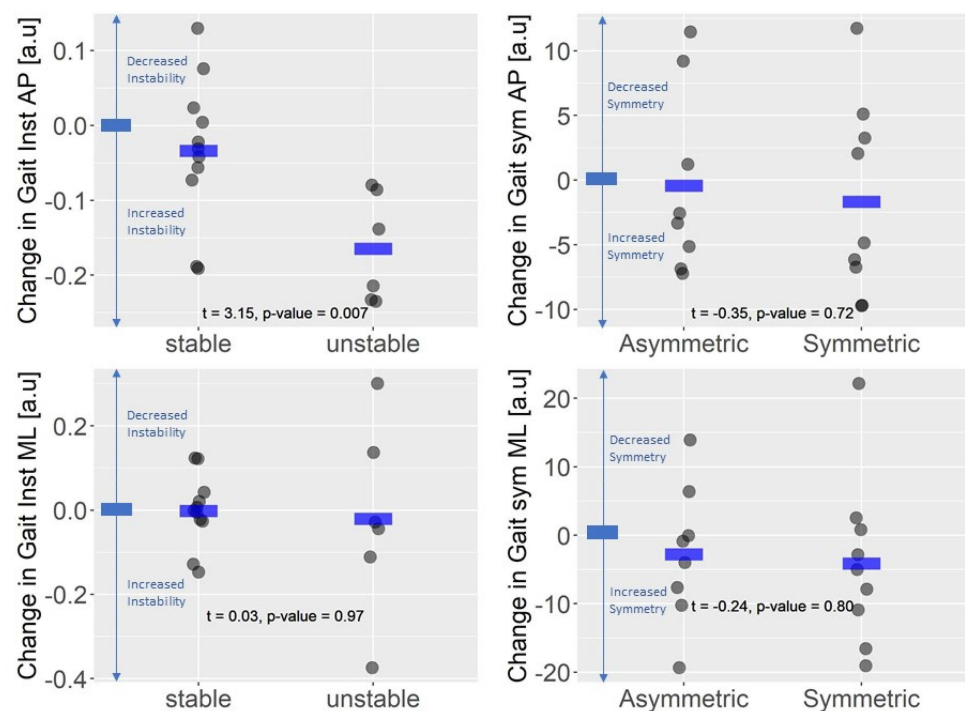 Change in Gait Inst AP [a.u]
0.1
0.0
-0.1
-0.2
Decreased
Instability
Increased
Instability
t = 3.15, p-value = 0.007
stable
unstable
Change in Gait sym AP [a.u]
10
5
0
-5
-10
Decreased
Symmetry
Increased
Symmetry
t = -0.35, p-value = 0.72
Asymmetric
Symmetric
Change in Gait Inst ML [a.u]
0.2
0.0
-0.2
-0.4
Decreased
Instability
Increased
Instability
t = 0.03, p-value = 0.97
stable
unstable
Change in Gait sym ML [a.u]
20
10
0
-10
-20
Decreased
Symmetry
Increased
Symmetry
t = -0.24, p-value = 0.80
Asymmetric
Symmetric